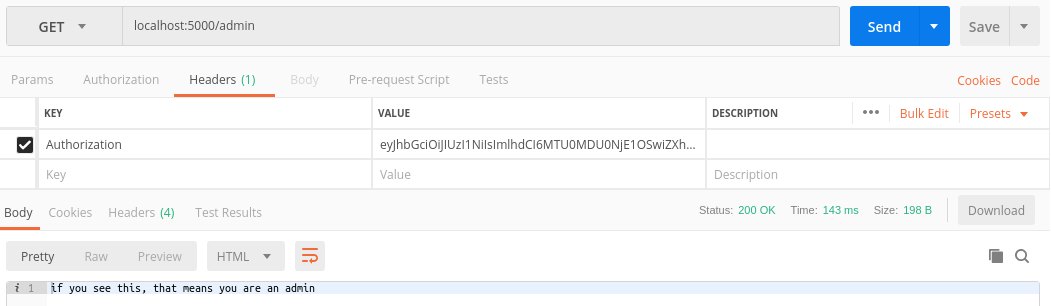 GET localhost:5000/admin Send Save
Params Authorization Headers (1) Body Pre-request Script Tests Cookies Code
KEY VALUE DESCRIPTION ••• Bulk Edit Presets
Authorization eyJhbGciOiJIUzI1NiIsImlhdCI6MTU0MDU0NjE1OSwiZXh...
Key Value Description
Body Cookies Headers (4) Test Results Status: 200 OK Time: 143 ms Size: 198 B Download
Pretty Raw Preview HTML
i 1 if you see this, that means you are an admin